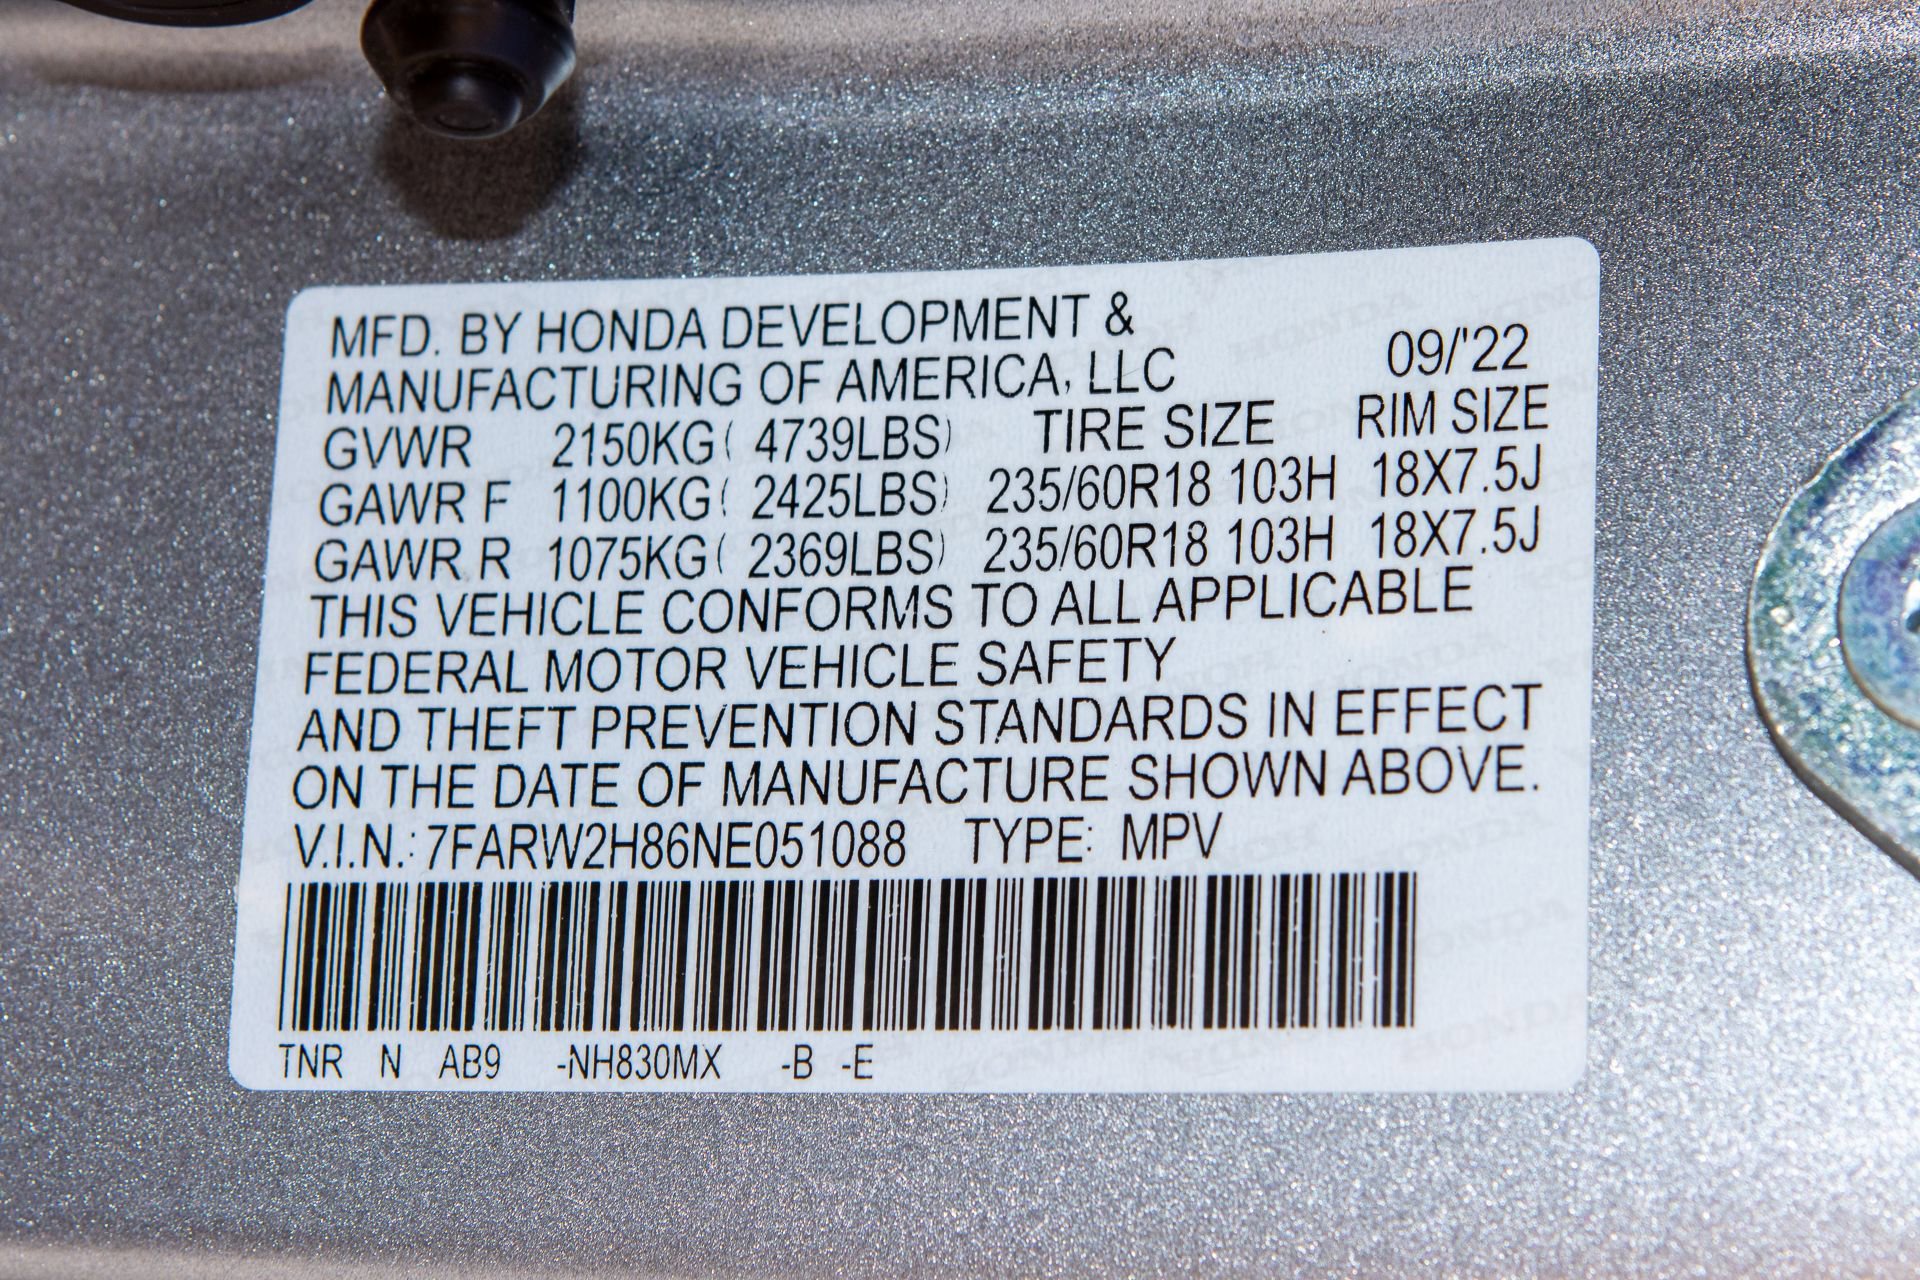 MFD. BY HONDA DEVELOPMENT &
MANUFACTURING OF AMERICA, LLC 09/'22
GVWR 2150KG( 4739LBS) TIRE SIZE RIM SIZE
GAWR F 1100KG( 2425LBS) 235/60R18 103H 18X7.5J
GAWR R 1075KG( 2369LBS) 235/60R18 103H 18X7.5J
THIS VEHICLE CONFORMS TO ALL APPLICABLE
FEDERAL MOTOR VEHICLE SAFETY
AND THEFT PREVENTION STANDARDS IN EFFECT
ON THE DATE OF MANUFACTURE SHOWN ABOVE.
V.I.N.: 7FARW2H86NE051088 TYPE: MPV
TNR N AB9 -NH830MX -B -E